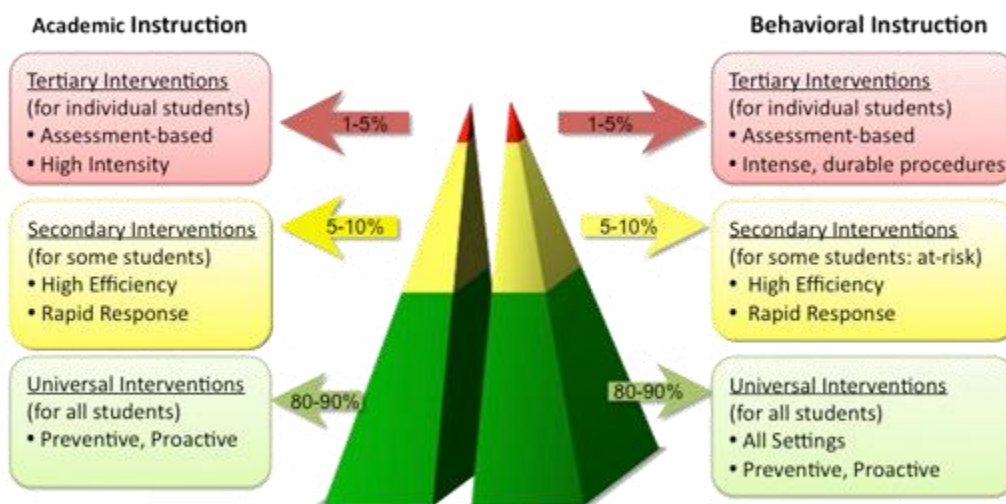 Academic Instruction
Tertiary Interventions
(for individual students)
• Assessment-based
• High Intensity
Secondary Interventions
(for some students)
• High Efficiency
• Rapid Response
Universal Interventions
(for all students)
• Preventive, Proactive
1-5%
5-10%
80-90%
1-5%
5-10%
80-90%
Behavioral Instruction
Tertiary Interventions
(for individual students)
• Assessment-based
• Intense, durable procedures
Secondary Interventions
(for some students: at-risk)
• High Efficiency
• Rapid Response
Universal Interventions
(for all students)
• All Settings
• Preventive, Proactive